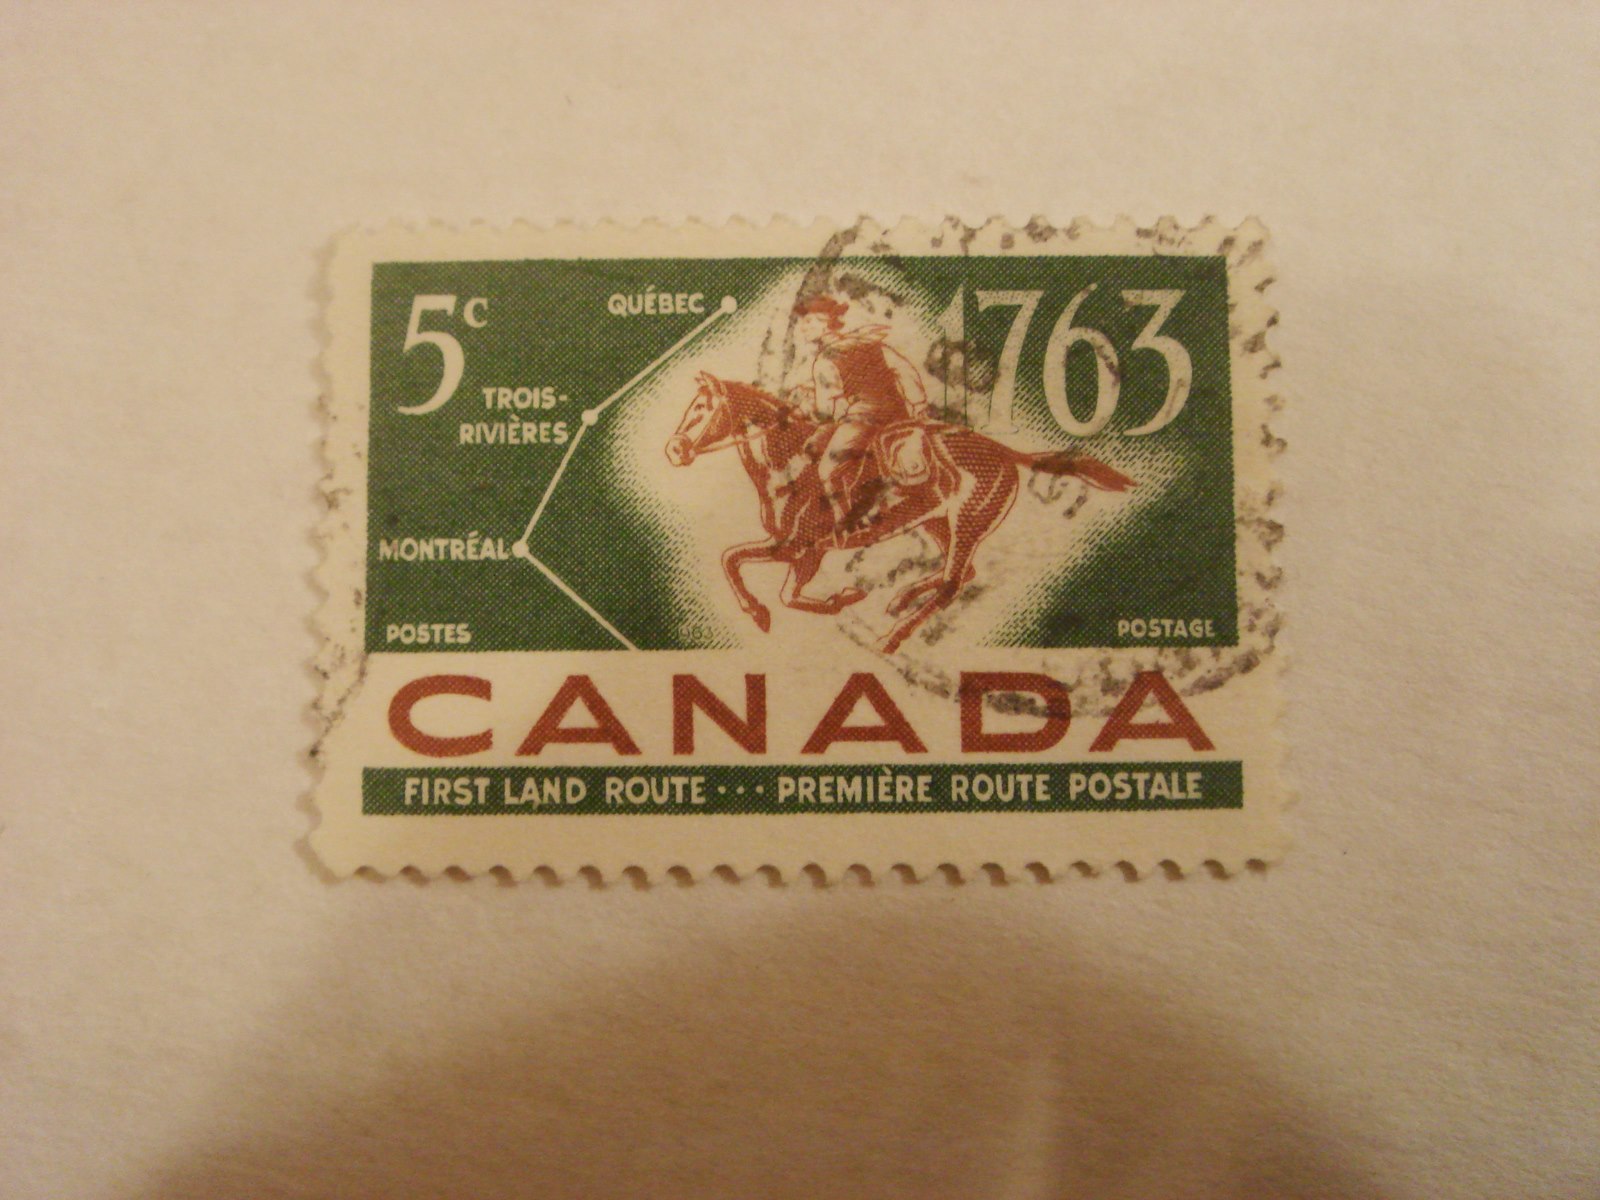 5c
QUÉBEC
1763
TROIS-
RIVIÈRES
MONTRÉAL
POSTES
POSTAGE
CANADA
FIRST LAND ROUTE ··· PREMIÈRE ROUTE POSTALE